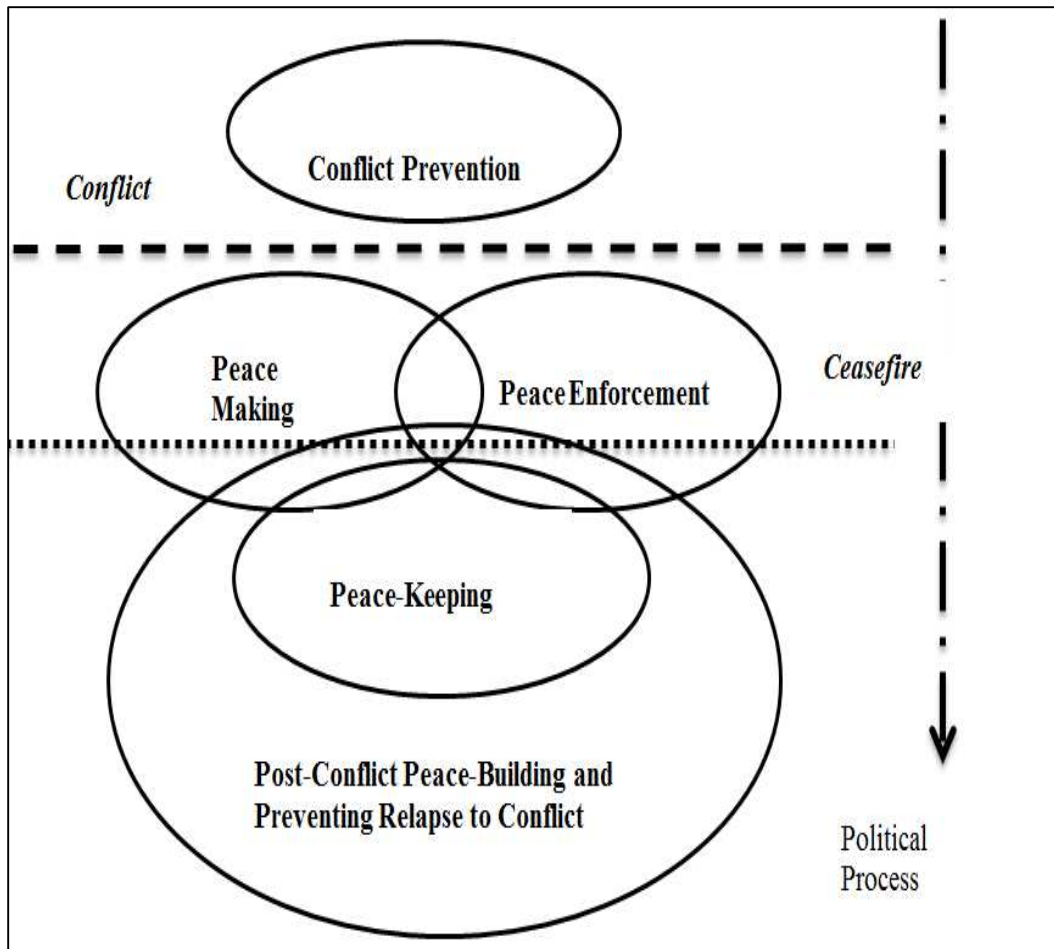 Conflict Prevention
Conflict
Peace
Making
Peace Enforcement
Ceasefire
Peace-Keeping
Post-Conflict Peace-Building and
Preventing Relapse to Conflict
Political
Process